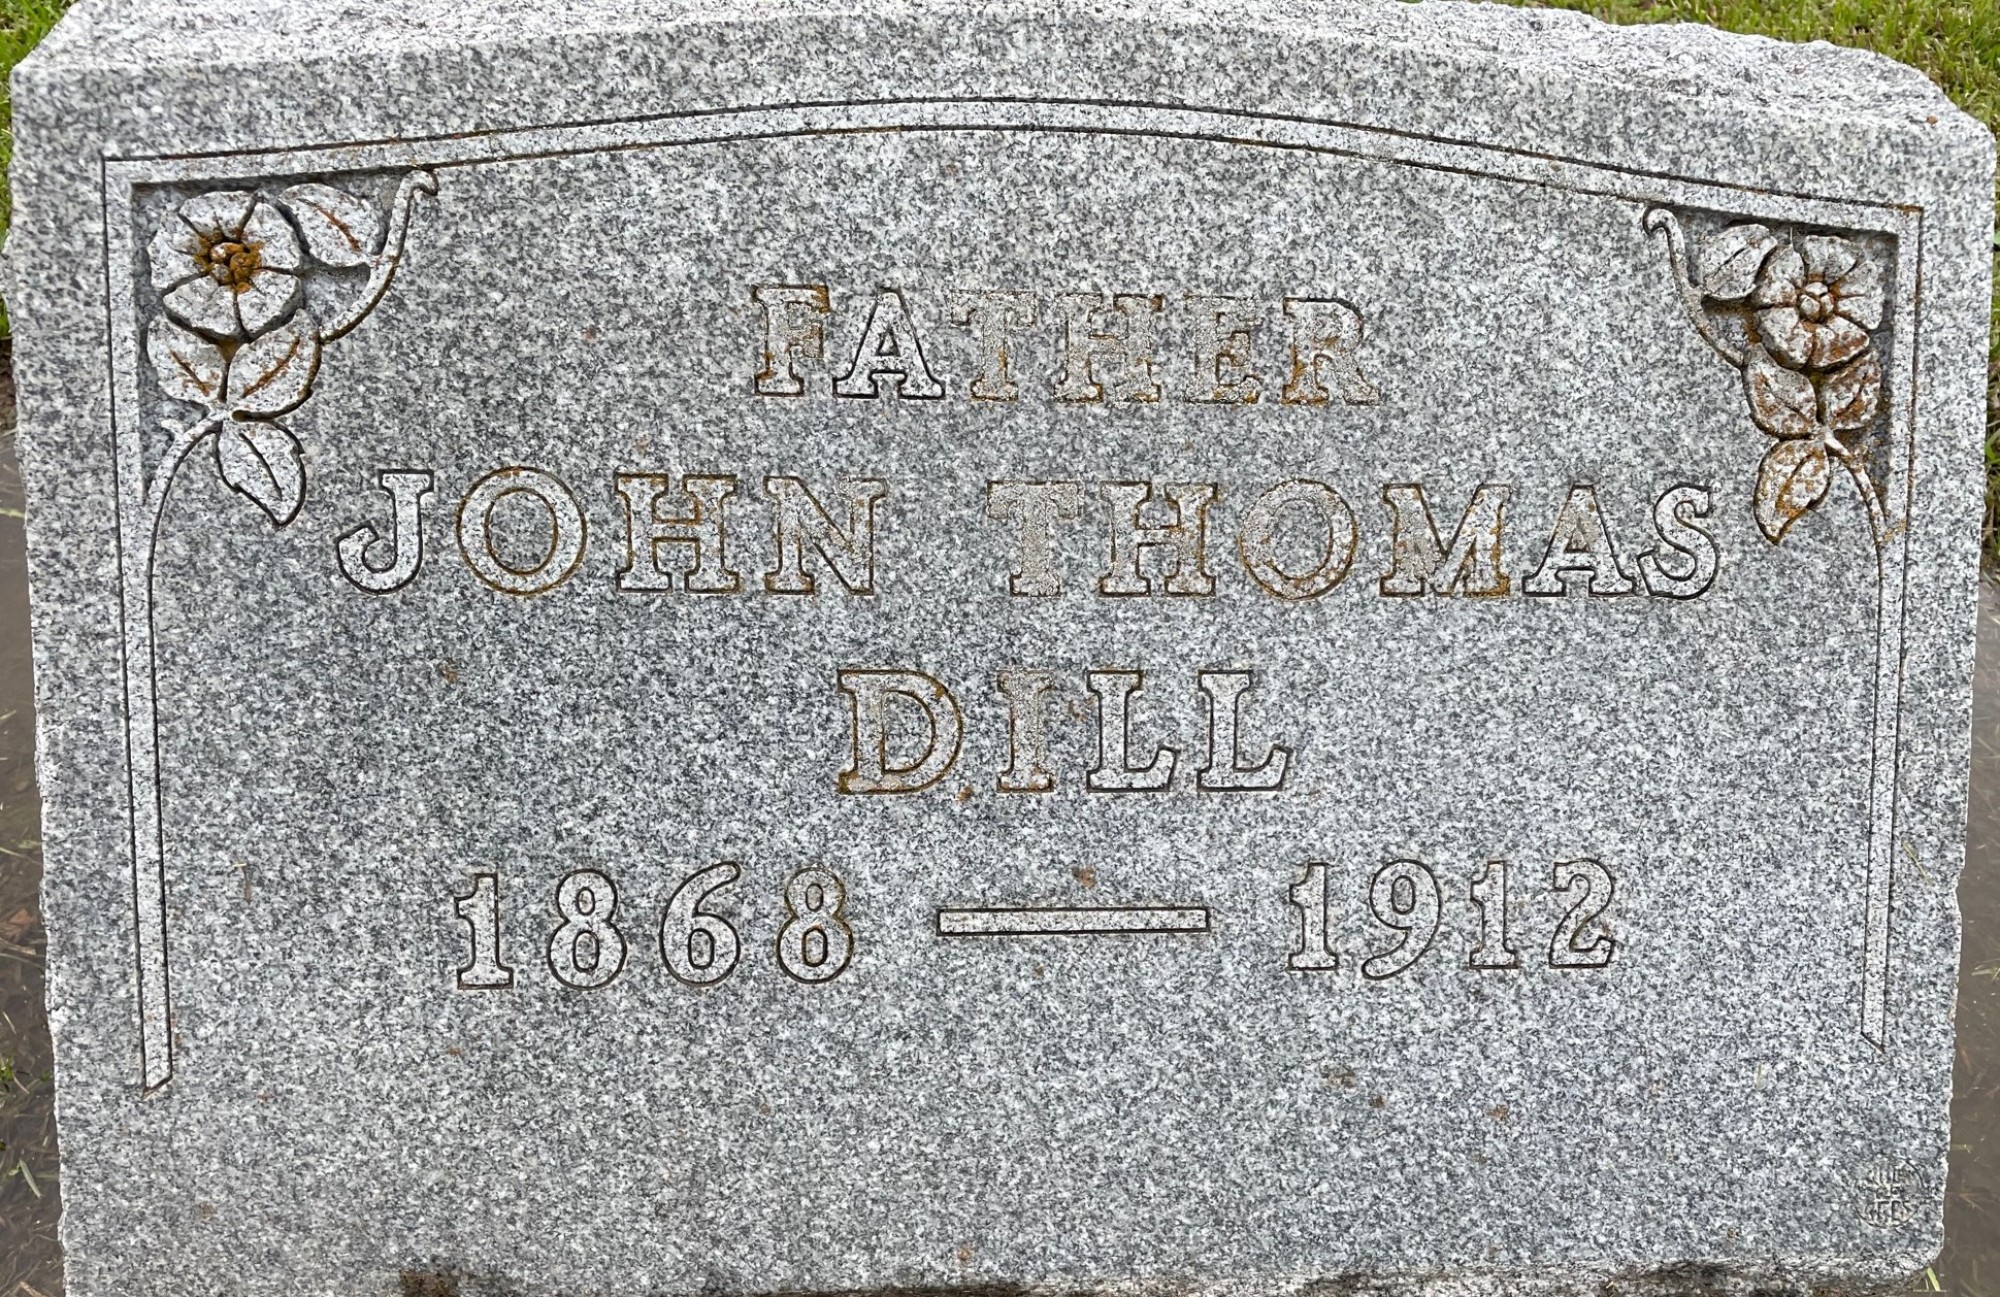 FATHER
JOHN THOMAS
DILL
1868 — 1912